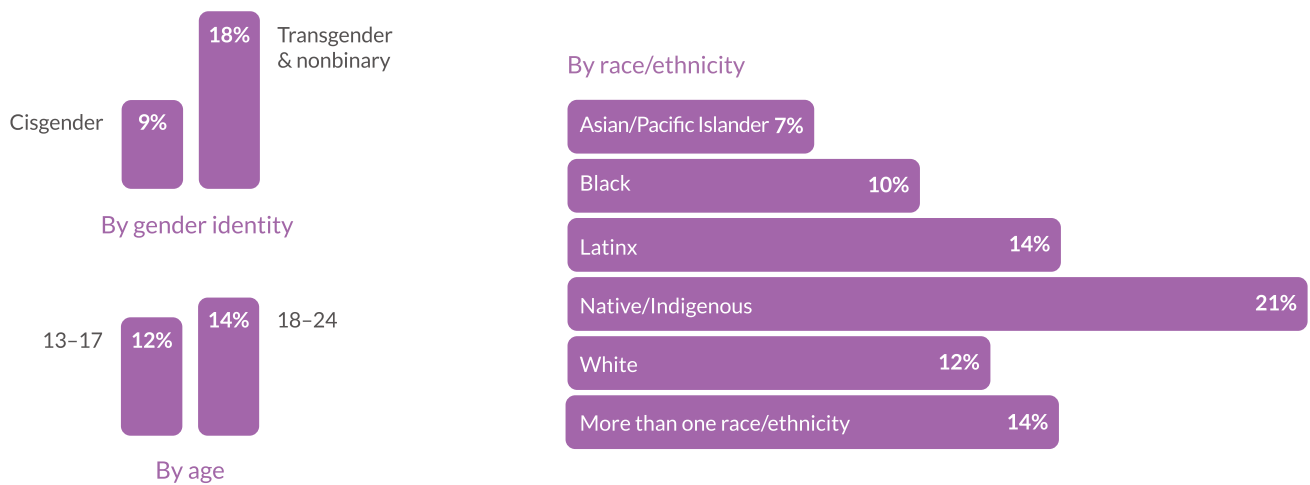 18%
Transgender
& nonbinary
Cisgender
9%
By gender identity
13–17
12%
14%
18–24
By age
By race/ethnicity
Asian/Pacific Islander 7%
Black 10%
Latinx 14%
Native/Indigenous 21%
White 12%
More than one race/ethnicity 14%